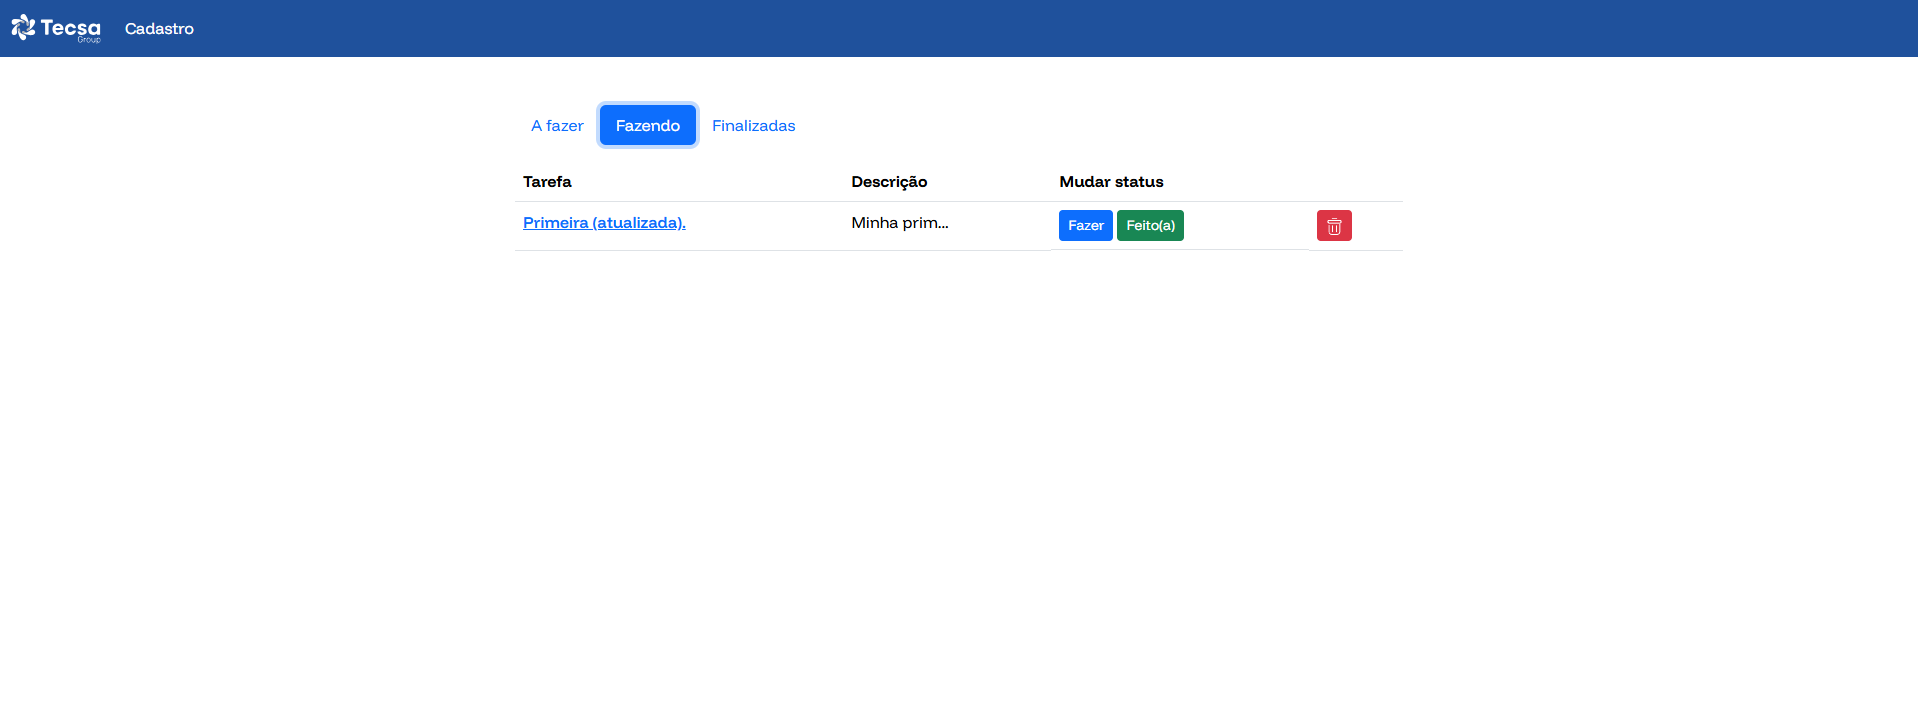 Tecsa Group Cadastro
A fazer Fazendo Finalizadas
Tarefa Descrição Mudar status
Primeira (atualizada). Minha prim... Fazer Feito(a)